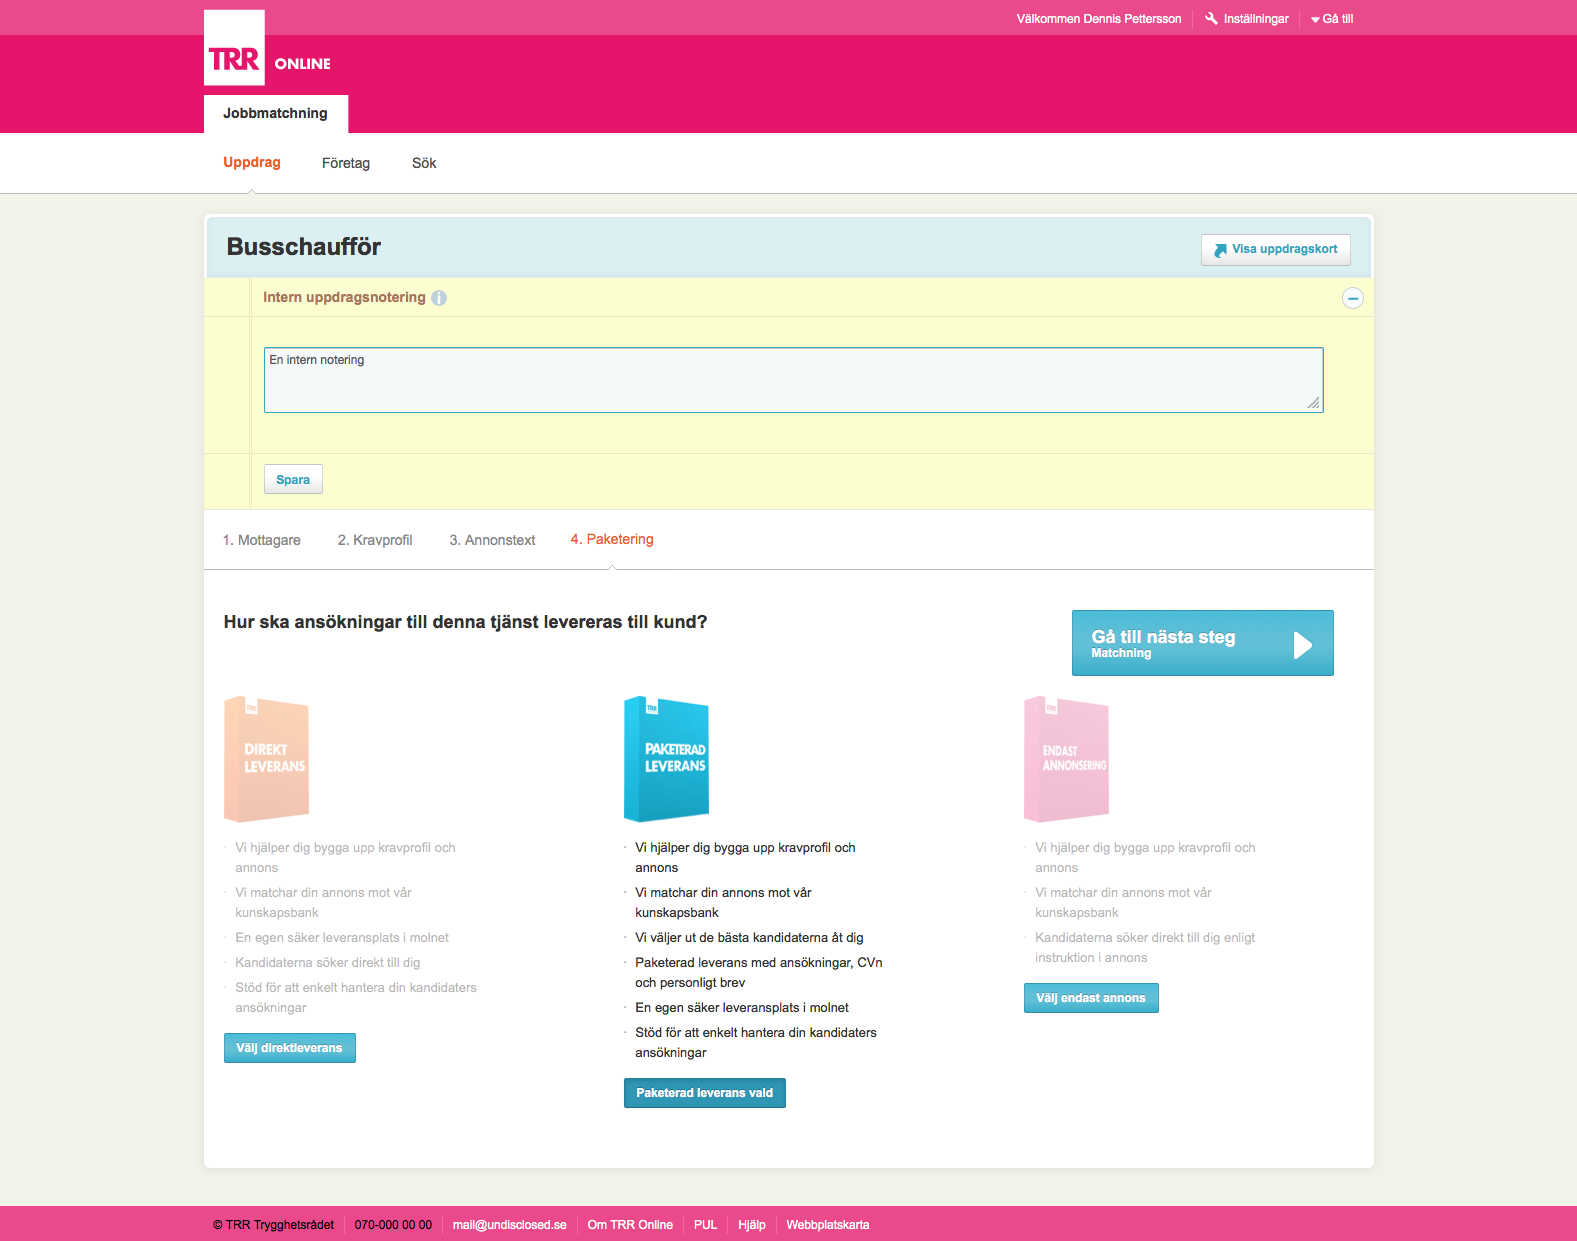 Välkommen Dennis Pettersson
Inställningar
Gå till
TRR ONLINE
Jobbmatchning
Uppdrag
Företag
Sök
Busschaufför
Visa uppdragskort
Intern uppdragsnotering
En intern notering
Spara
1. Mottagare
2. Kravprofil
3. Annonstext
4. Paketering
Hur ska ansökningar till denna tjänst levereras till kund?
Gå till nästa steg
Matchning
TRR
DIREKT
LEVERANS
Vi hjälper dig bygga upp kravprofil och
annons
Vi matchar din annons mot vår
kunskapsbank
En egen säker leveransplats i molnet
Kandidaterna söker direkt till dig
Stöd för att enkelt hantera din kandidaters
ansökningar
Välj direktleverans
TRR
PAKETERAD
LEVERANS
Vi hjälper dig bygga upp kravprofil och
annons
Vi matchar din annons mot vår
kunskapsbank
Vi väljer ut de bästa kandidaterna åt dig
Paketerad leverans med ansökningar, CVn
och personligt brev
En egen säker leveransplats i molnet
Stöd för att enkelt hantera din kandidaters
ansökningar
Paketerad leverans vald
TRR
ENDAST
ANNONSERING
Vi hjälper dig bygga upp kravprofil och
annons
Vi matchar din annons mot vår
kunskapsbank
Kandidaterna söker direkt till dig enligt
instruktion i annons
Välj endast annons
© TRR Trygghetsrådet
070-000 00 00
mail@undisclosed.se
Om TRR Online
PUL
Hjälp
Webbplatskarta